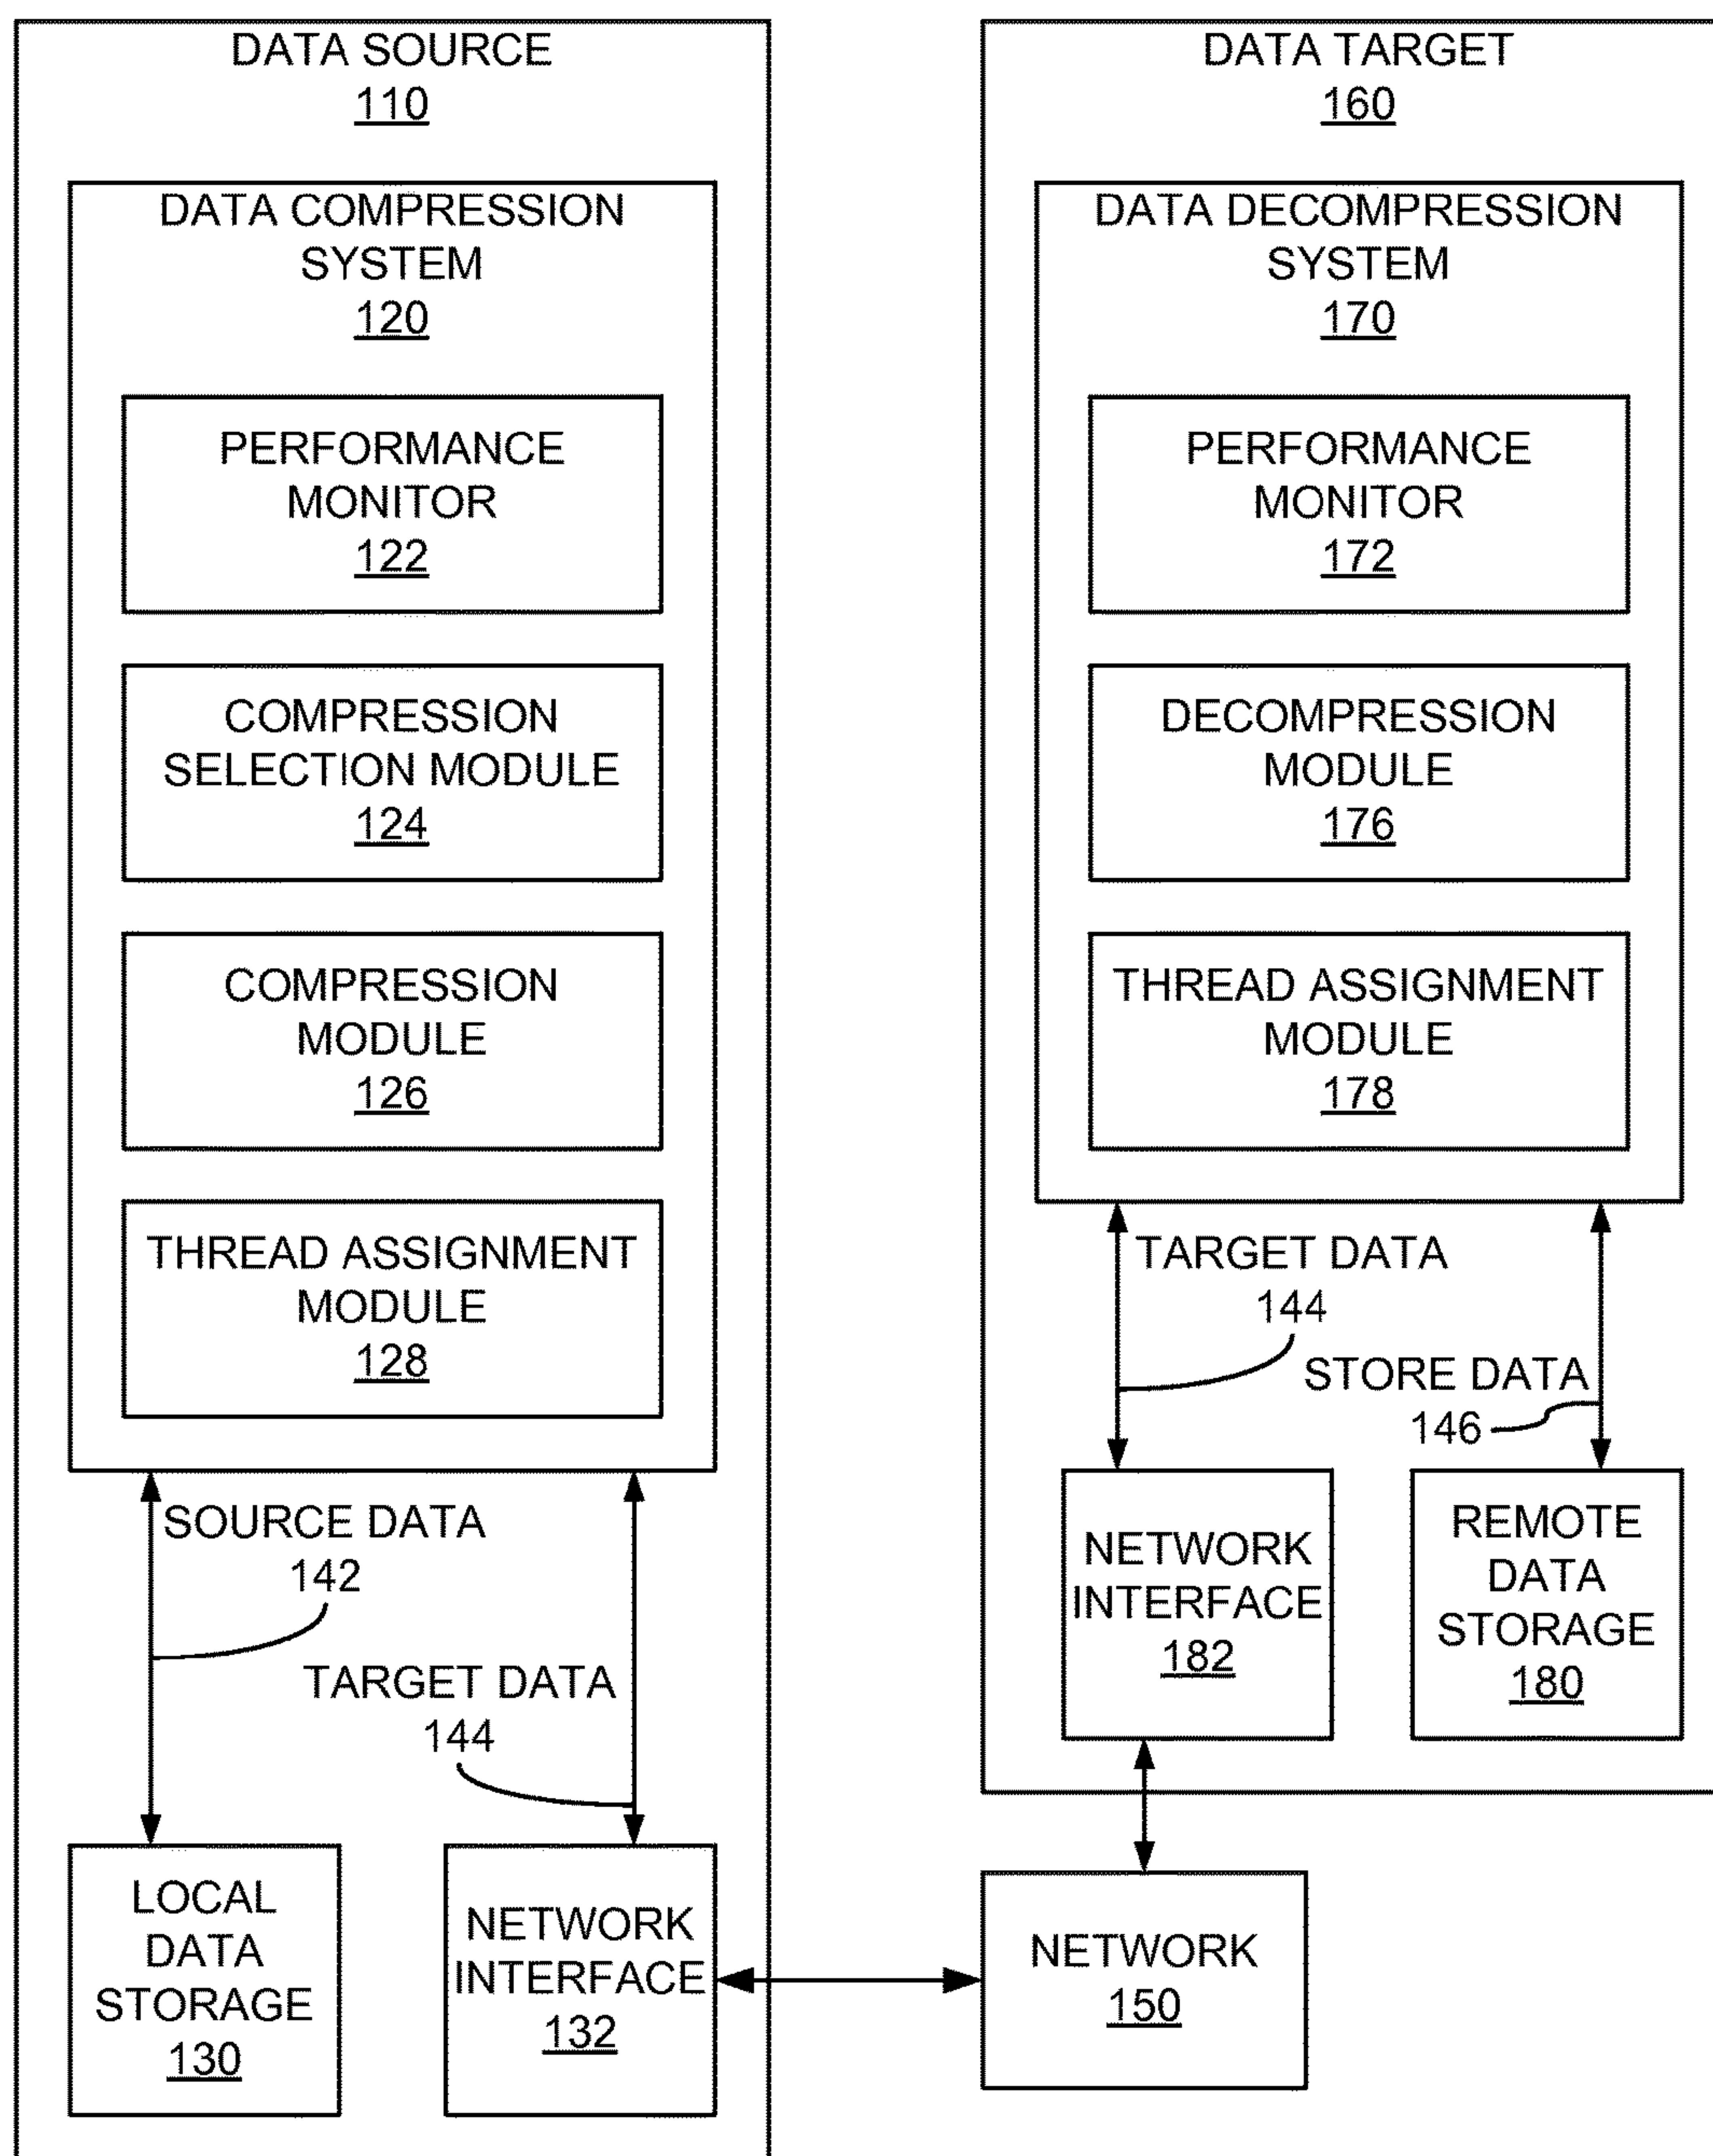 DATA SOURCE
110
DATA COMPRESSION
SYSTEM
120
PERFORMANCE
MONITOR
122
COMPRESSION
SELECTION MODULE
124
COMPRESSION
MODULE
126
THREAD ASSIGNMENT
MODULE
128
SOURCE DATA
142
TARGET DATA
144
LOCAL
DATA
STORAGE
130
NETWORK
INTERFACE
132
DATA TARGET
160
DATA DECOMPRESSION
SYSTEM
170
PERFORMANCE
MONITOR
172
DECOMPRESSION
MODULE
176
THREAD ASSIGNMENT
MODULE
178
TARGET DATA
144
STORE DATA
146
NETWORK
INTERFACE
182
REMOTE
DATA
STORAGE
180
NETWORK
150